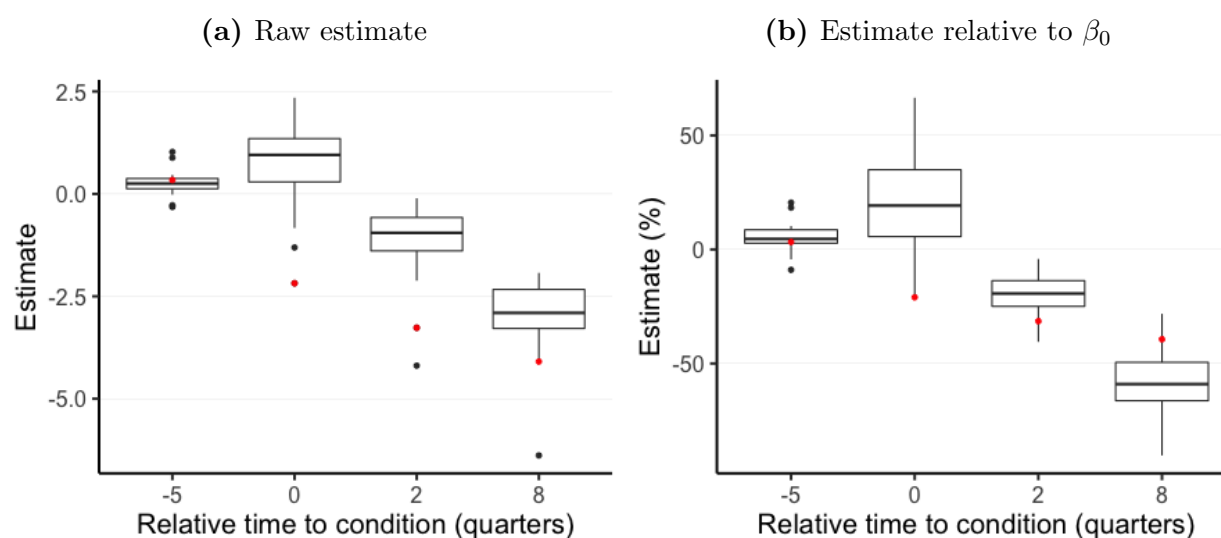 (a) Raw estimate
(b) Estimate relative to β0
Estimate
2.5
0.0
-2.5
-5.0
-5 0 2 8
Relative time to condition (quarters)
Estimate (%)
50
0
-50
-5 0 2 8
Relative time to condition (quarters)